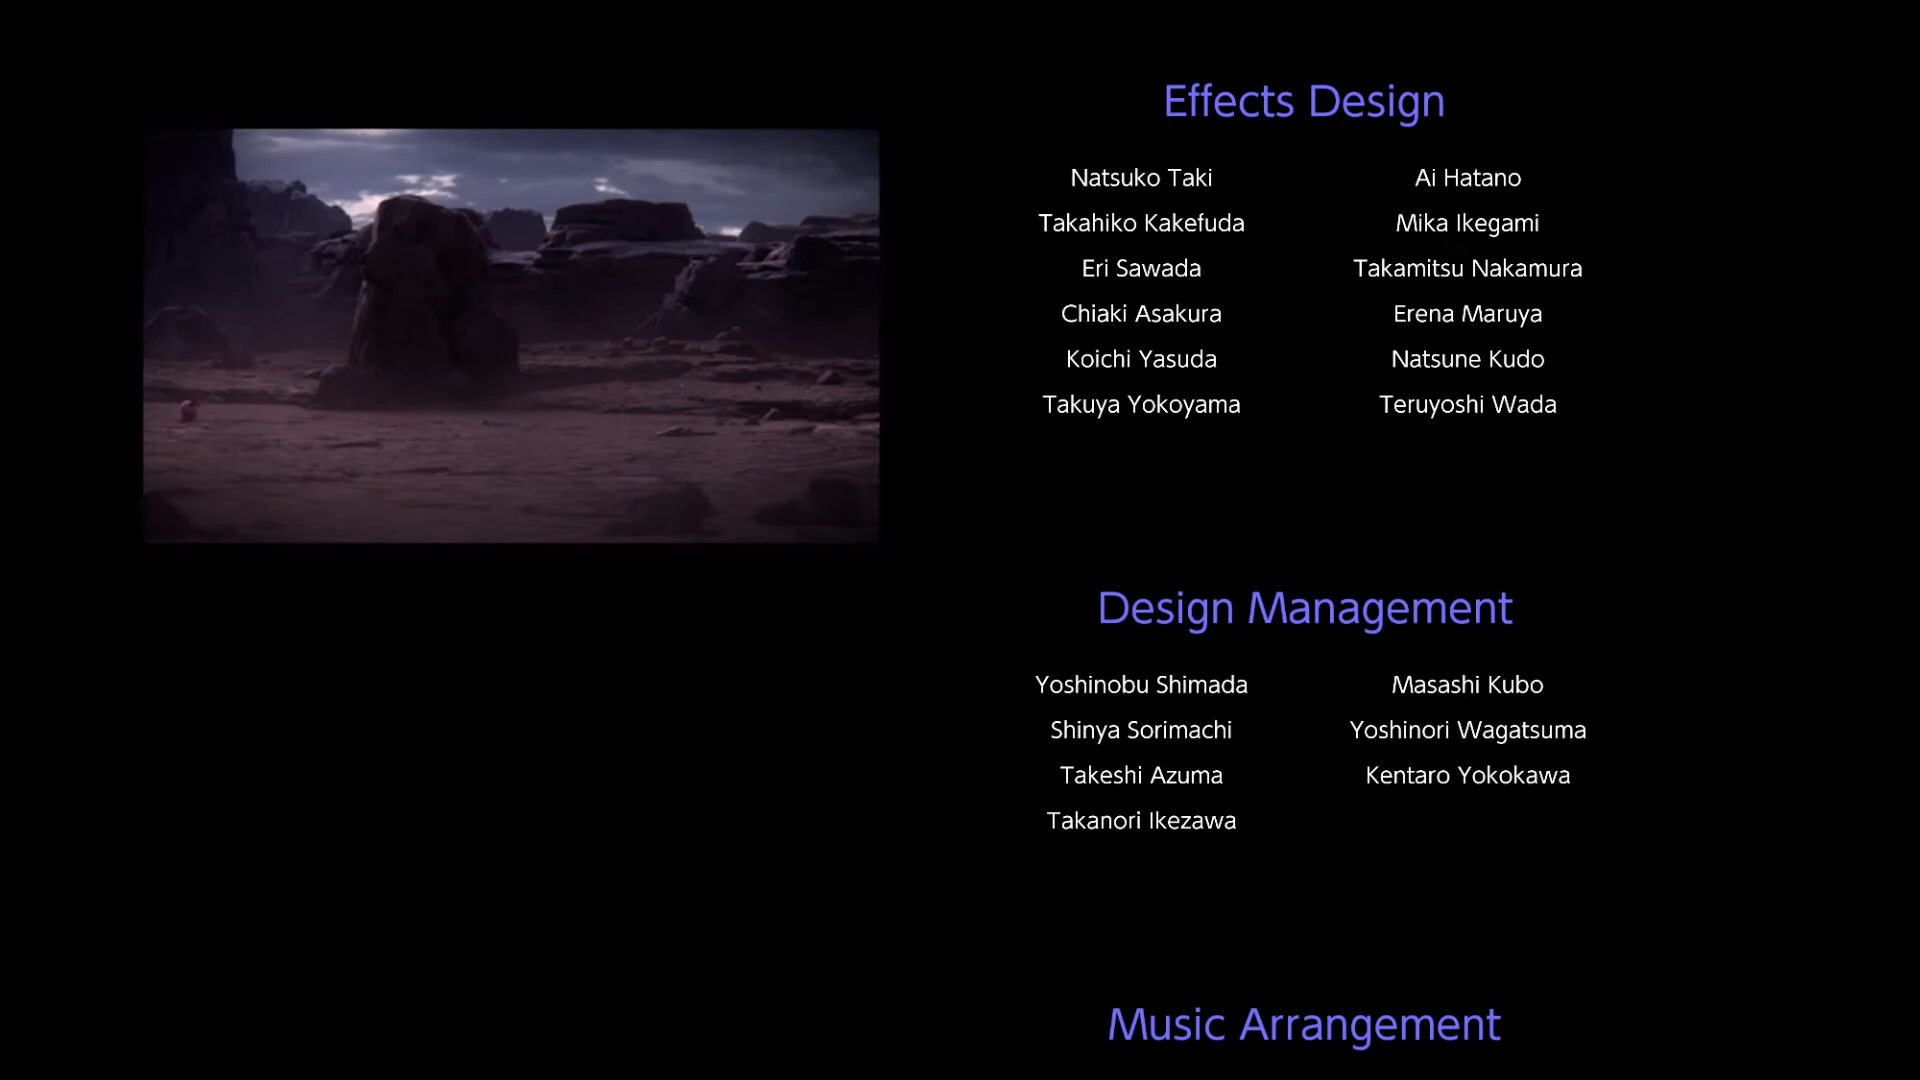 Effects Design
Natsuko Taki Ai Hatano
Takahiko Kakefuda Mika Ikegami
Eri Sawada Takamitsu Nakamura
Chiaki Asakura Erena Maruya
Koichi Yasuda Natsune Kudo
Takuya Yokoyama Teruyoshi Wada
Design Management
Yoshinobu Shimada Masashi Kubo
Shinya Sorimachi Yoshinori Wagatsuma
Takeshi Azuma Kentaro Yokokawa
Takanori Ikezawa
Music Arrangement